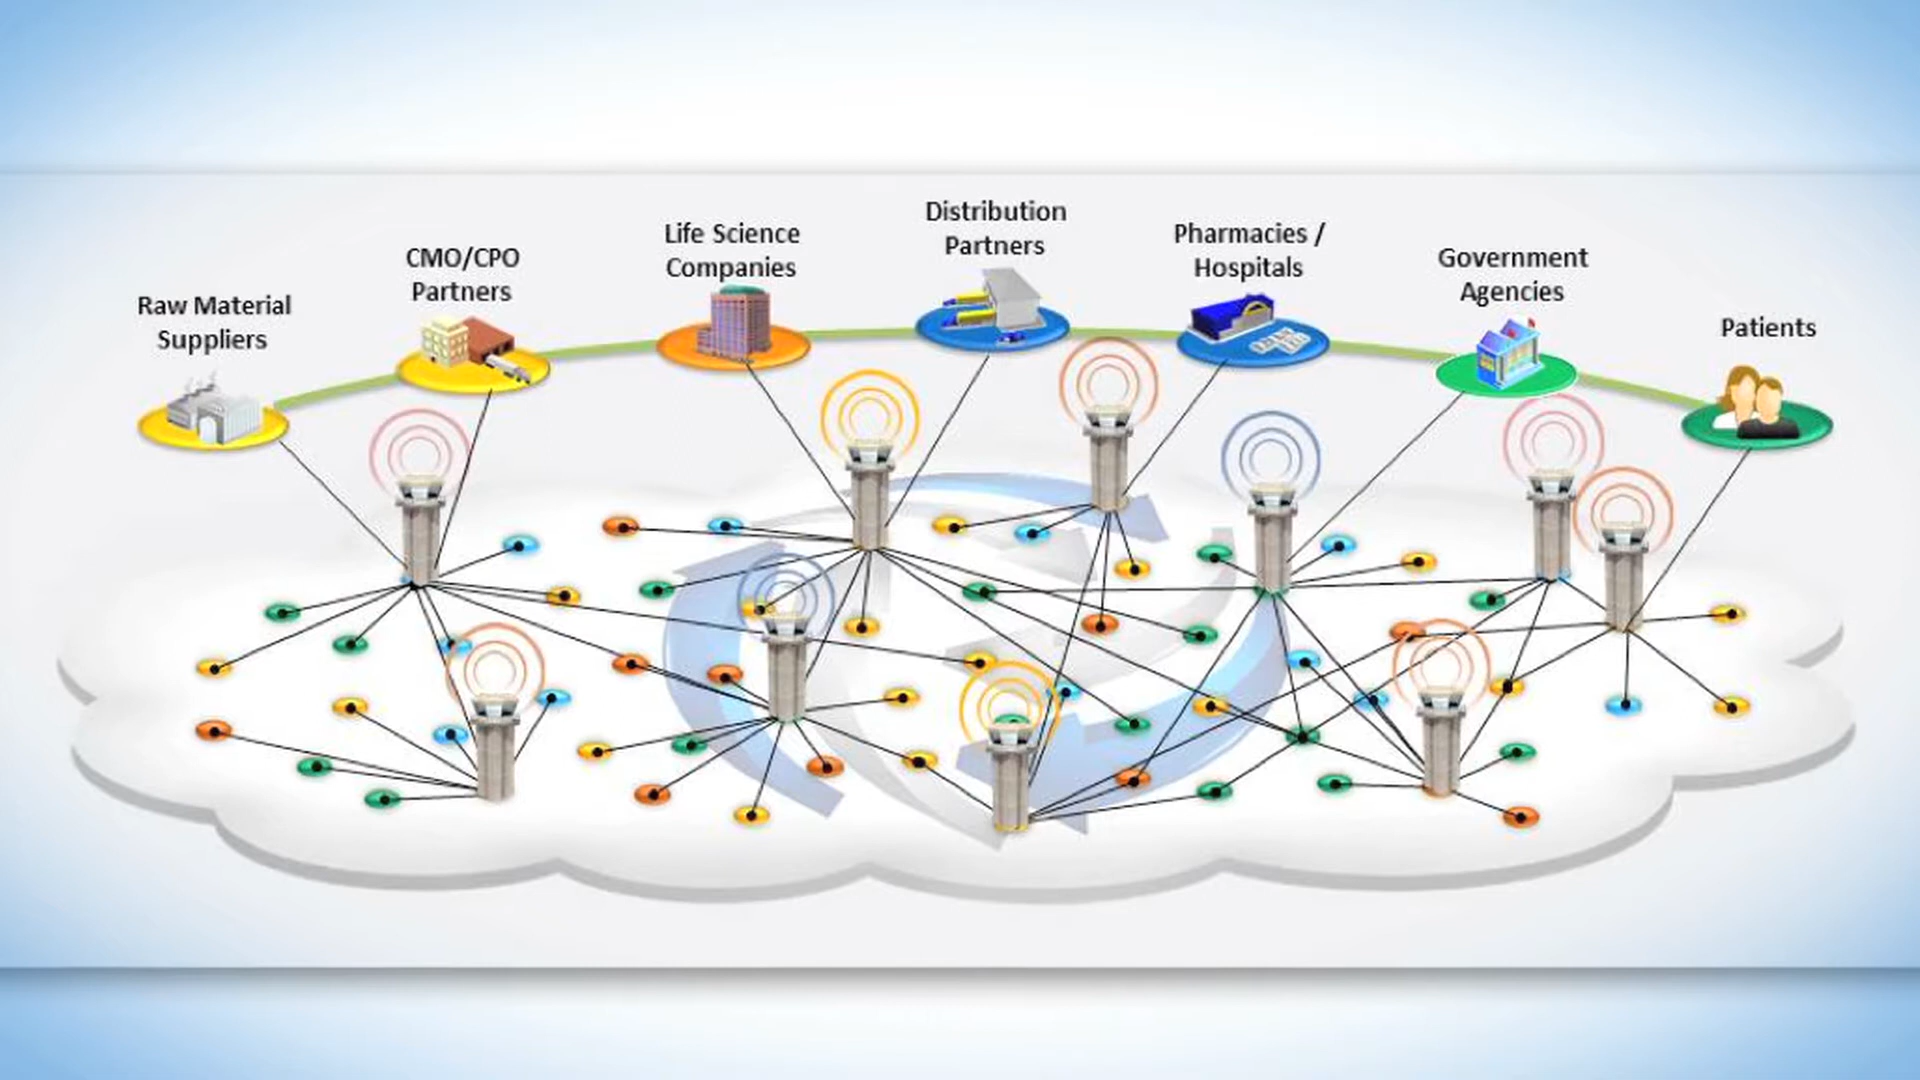 Raw Material
Suppliers
CMO/CPO
Partners
Life Science
Companies
Distribution
Partners
Pharmacies /
Hospitals
Government
Agencies
Patients